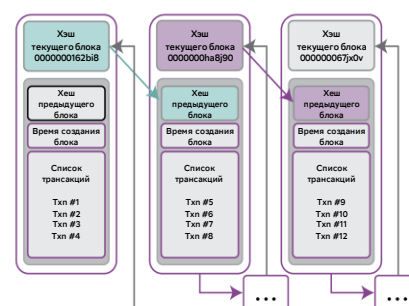 Хэш
текущего блока
0000000162bi8
Хеш
предыдущего
блока
Время создания
блока
Список
трансакций
Txn #1
Txn #2
Txn #3
Txn #4
Хэш
текущего блока
0000000ha8j90
Хеш
предыдущего
блока
Время создания
блока
Список
трансакций
Txn #5
Txn #6
Txn #7
Txn #8
...
Хэш
текущего блока
000000067jx0v
Хеш
предыдущего
блока
Время создания
блока
Список
трансакций
Txn #9
Txn #10
Txn #11
Txn #12
...